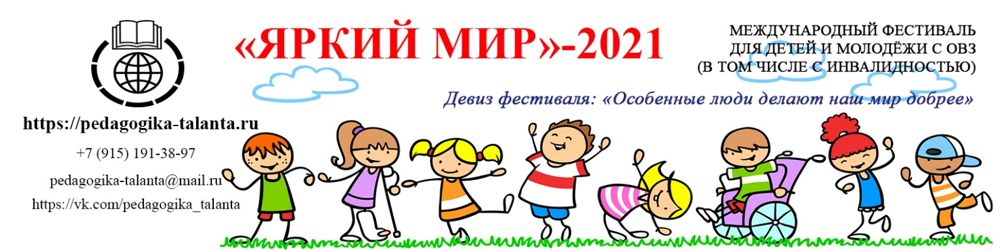 «ЯРКИЙ МИР»-2021
МЕЖДУНАРОДНЫЙ ФЕСТИВАЛЬ
ДЛЯ ДЕТЕЙ И МОЛОДЁЖИ С ОВЗ
(В ТОМ ЧИСЛЕ С ИНВАЛИДНОСТЬЮ)
Девиз фестиваля: «Особенные люди делают наш мир добрее»
https://pedagogika-talanta.ru
+7 (915) 191-38-97
pedagogika-talanta@mail.ru
https://vk.com/pedagogika_talanta